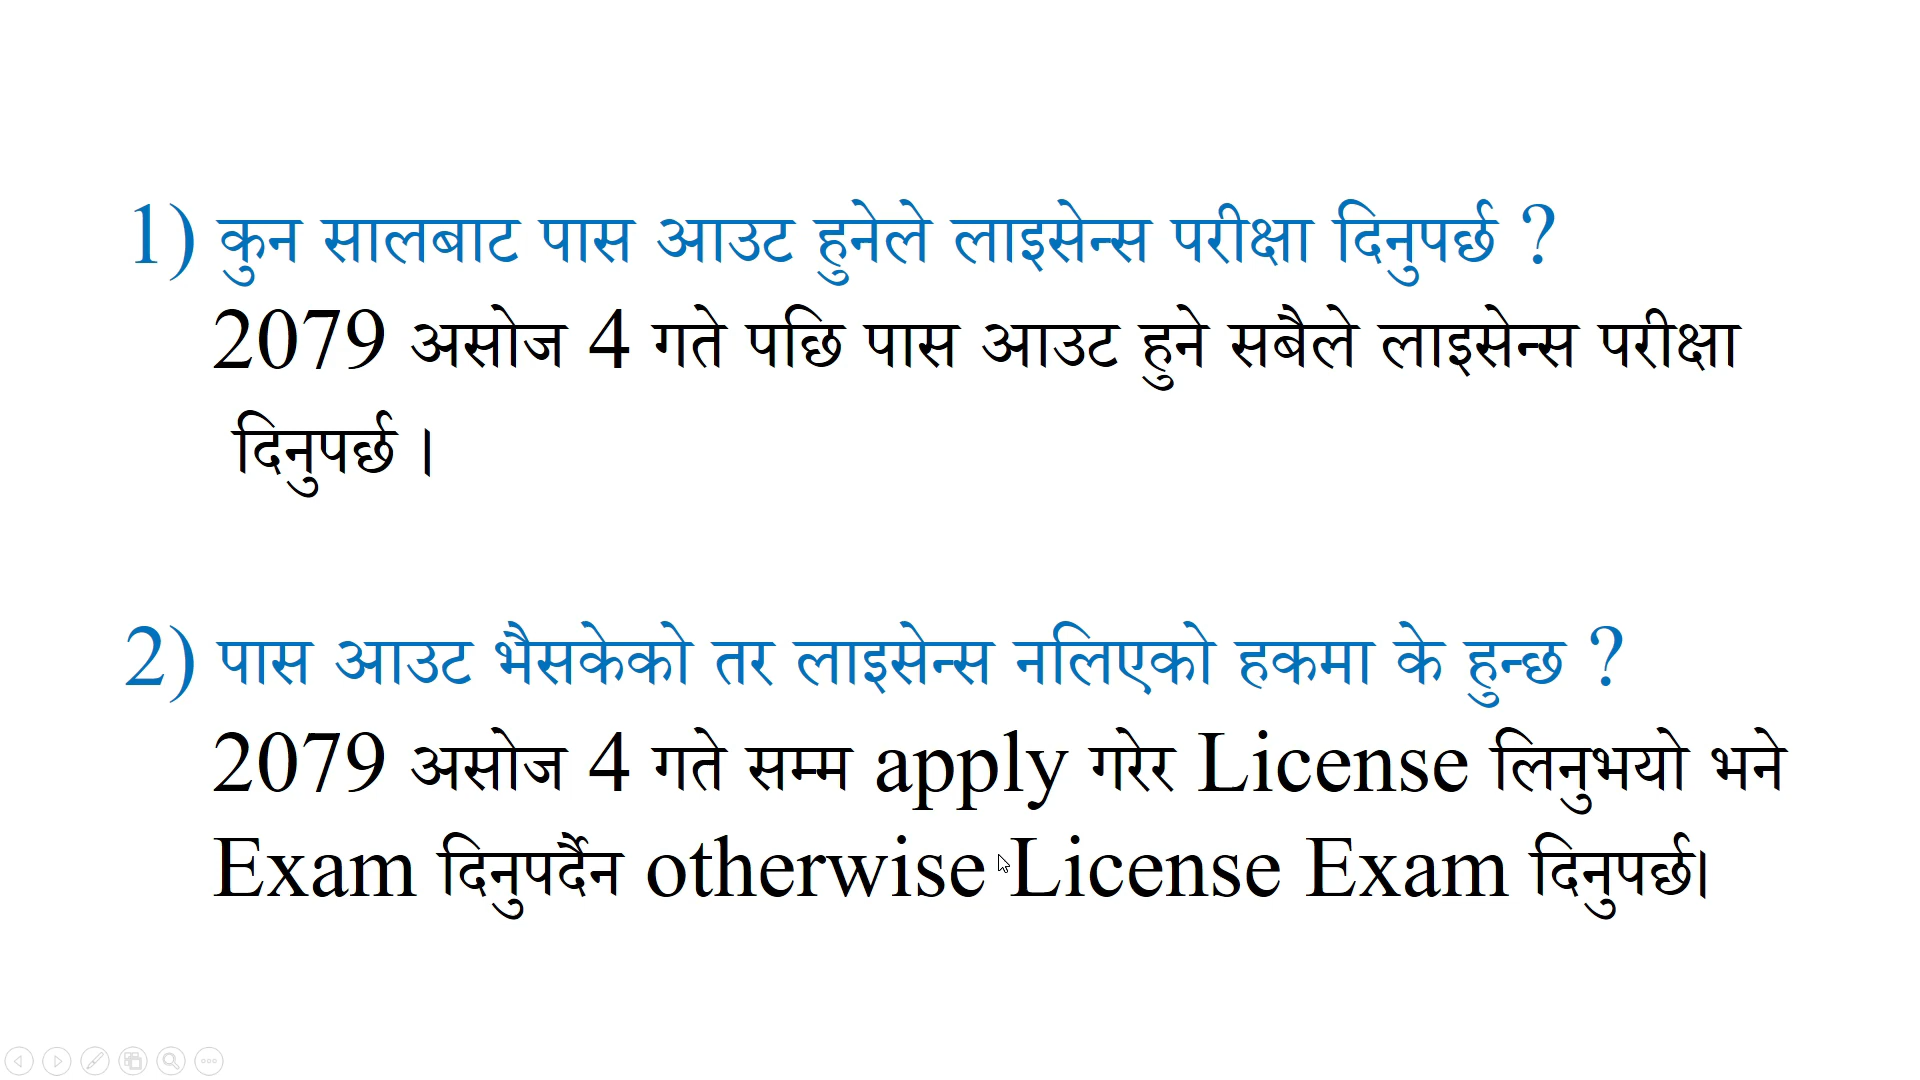 1) कुन सालबाट पास आउट हुनेले लाइसेन्स परीक्षा दिनुपर्छ ?
2079 असोज 4 गते पछि पास आउट हुने सबैले लाइसेन्स परीक्षा
दिनुपर्छ ।
2) पास आउट भैसकेको तर लाइसेन्स नलिएको हकमा के हुन्छ ?
2079 असोज 4 गते सम्म apply गरेर License लिनुभयो भने
Exam दिनुपर्दैन otherwise License Exam दिनुपर्छ।